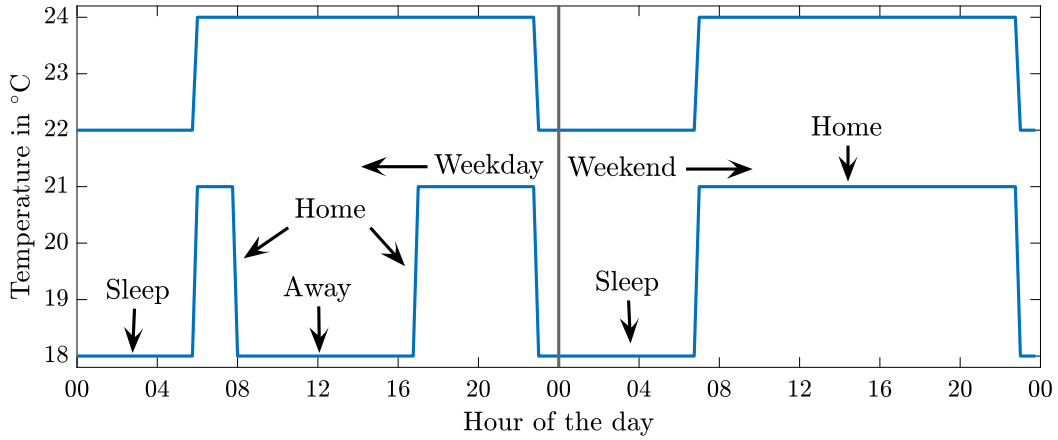 24
23
22
21
20
19
18
Temperature in °C
Home
Weekday
Weekend
Home
Sleep
Away
Sleep
00 04 08 12 16 20 00 04 08 12 16 20 00
Hour of the day